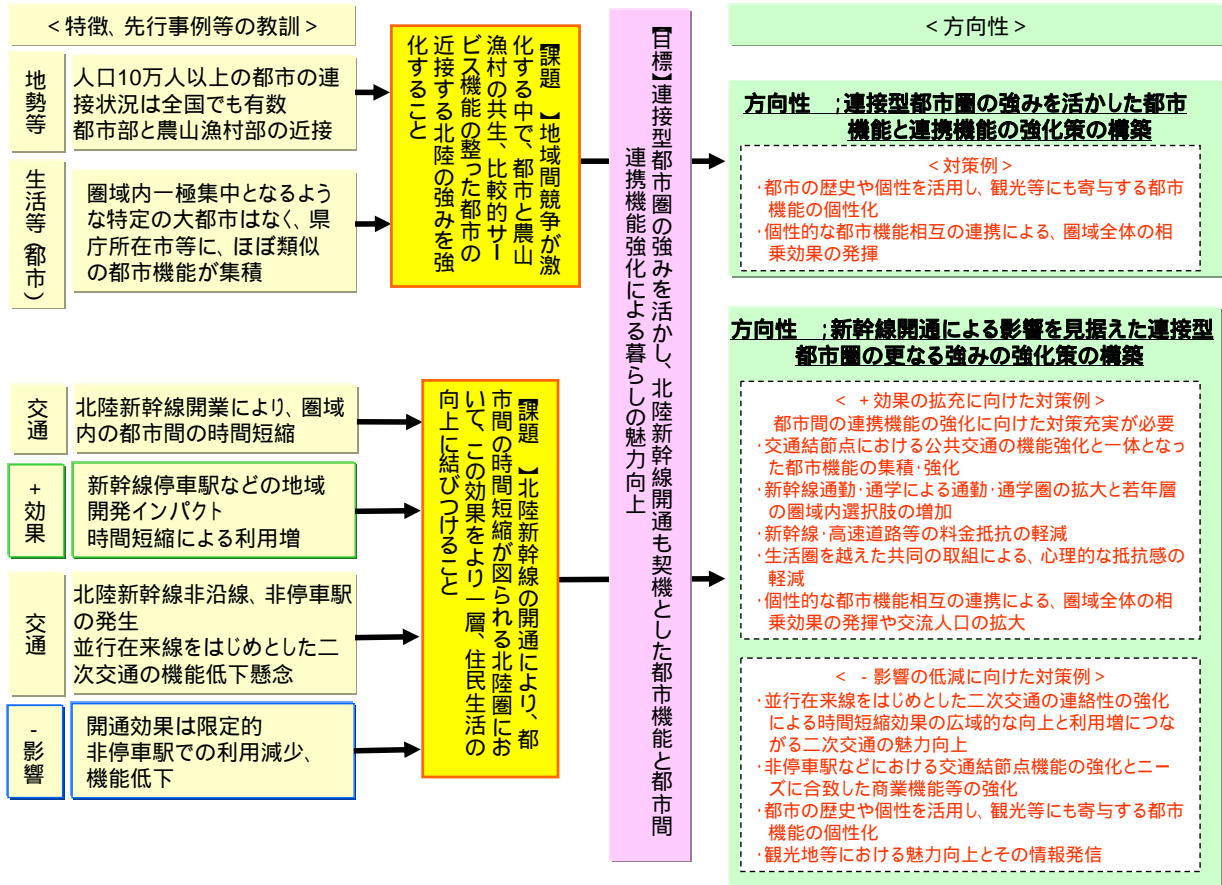 ＜特徴、先行事例等の教訓＞
地勢等
人口10万人以上の都市の連
接状況は全国でも有数
都市部と農山漁村部の近接
生活等（都市）
圏域内一極集中となるよう
な特定の大都市はなく、県
庁所在市等に、ほぼ類似
の都市機能が集積
交通
北陸新幹線開業により、圏域
内の都市間の時間短縮
+効果
新幹線停車駅などの地域
開発インパクト
時間短縮による利用増
交通
北陸新幹線非沿線、非停車駅
の発生
並行在来線をはじめとした二
次交通の機能低下懸念
-影響
開通効果は限定的
非停車駅での利用減少、
機能低下
【課題　】地域間競争が激
化する中で、都市と農山
漁村の共生、比較的サー
ビス機能の整った都市の
近接する北陸の強みを強
化すること
【課題　】北陸新幹線の開通により、都
市間の時間短縮が図られる北陸圏にお
いて、この効果をより一層、住民生活の
向上に結びつけること
【目標】連接型都市圏の強みを活かし、北陸新幹線開通も契機とした都市機能と都市間
連携機能強化による暮らしの魅力向上
＜方向性＞
方向性　；連接型都市圏の強みを活かした都市
機能と連携機能の強化策の構築
＜対策例＞
・都市の歴史や個性を活用し、観光等にも寄与する都市
機能の個性化
・個性的な都市機能相互の連携による、圏域全体の相
乗効果の発揮
方向性　；新幹線開通による影響を見据えた連接型
都市圏の更なる強みの強化策の構築
＜ +効果の拡充に向けた対策例＞
都市間の連携機能の強化に向けた対策充実が必要
・交通結節点における公共交通の機能強化と一体となっ
た都市機能の集積・強化
・新幹線通勤・通学による通勤・通学圏の拡大と若年層
の圏域内選択肢の増加
・新幹線・高速道路等の料金抵抗の軽減
・生活圏を越えた共同の取組による、心理的な抵抗感の
軽減
・個性的な都市機能相互の連携による、圏域全体の相
乗効果の発揮や交流人口の拡大
＜ -影響の低減に向けた対策例＞
・並行在来線をはじめとした二次交通の連絡性の強化
による時間短縮効果の広域的な向上と利用増につな
がる二次交通の魅力向上
・非停車駅などにおける交通結節点機能の強化とニー
ズに合致した商業機能等の強化
・都市の歴史や個性を活用し、観光等にも寄与する都市
機能の個性化
・観光地等における魅力向上とその情報発信